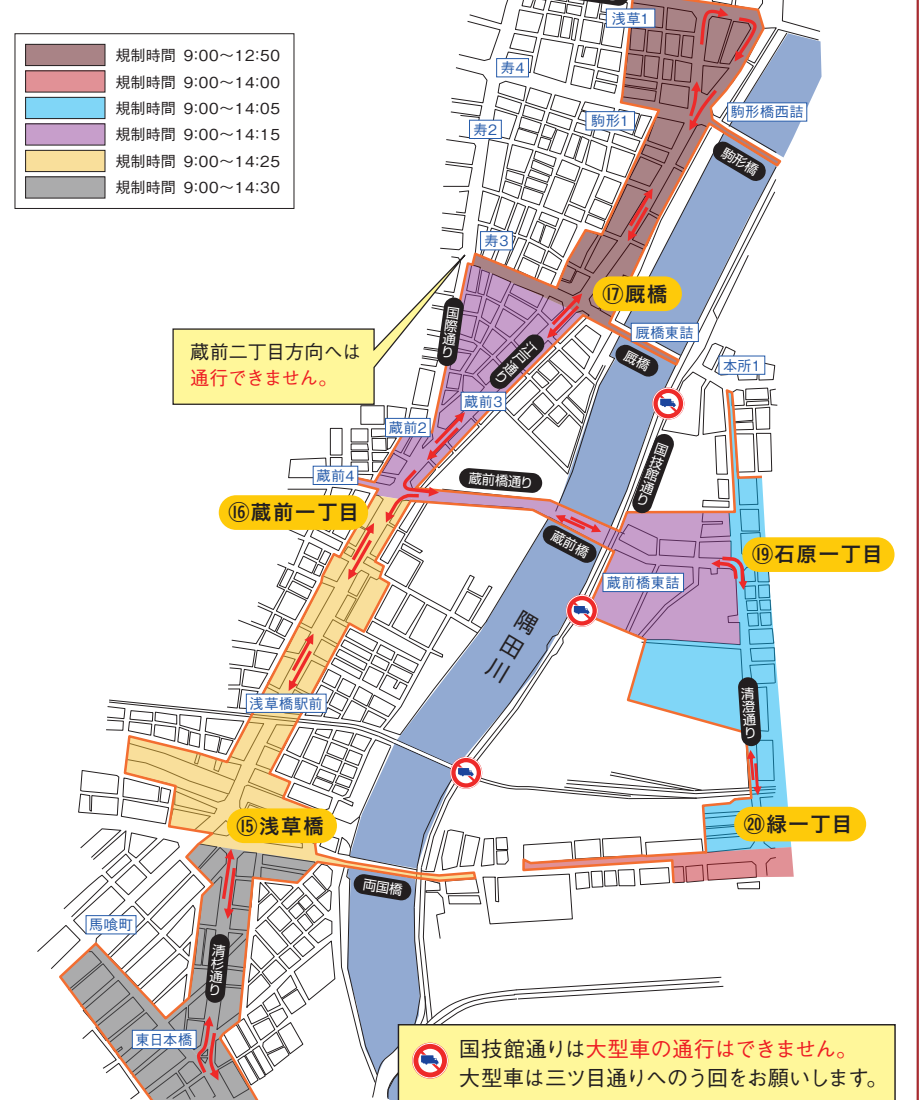 規制時間 9:00〜12:50
規制時間 9:00〜14:00
規制時間 9:00〜14:05
規制時間 9:00〜14:15
規制時間 9:00〜14:25
規制時間 9:00〜14:30
浅草1
寿4
駒形1
駒形橋西詰
寿2
駒形橋
寿3
⑰厩橋
国際通り
江戸通り
厩橋東詰
厩橋
本所1
蔵前二丁目方向へは
通行できません。
蔵前3
蔵前2
国技館通り
蔵前4
蔵前橋通り
⑯蔵前一丁目
蔵前橋
⑲石原一丁目
蔵前橋東詰
隅田川
浅草橋駅前
清澄通り
⑮浅草橋
⑳緑一丁目
両国橋
馬喰町
清杉通り
東日本橋
国技館通りは大型車の通行はできません。
大型車は三ツ目通りへのう回をお願いします。